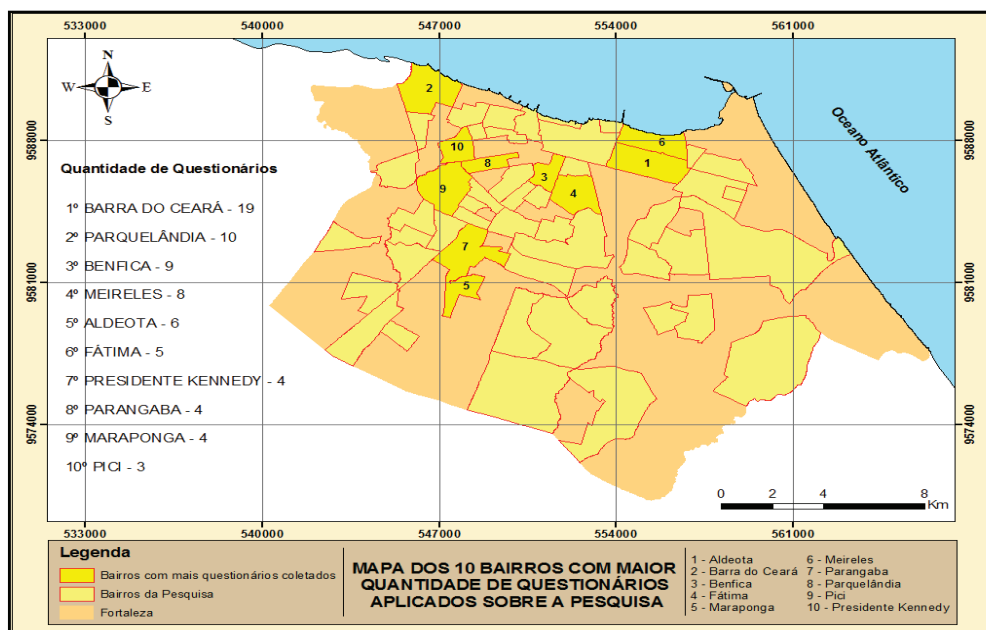 533000 540000 547000 554000 561000
N
W E
S
9588000 9588000
9581000 9581000
9574000 9574000
Oceano Atlântico
Quantidade de Questionários
1º BARRA DO CEARÁ - 19
2º PARQUELÂNDIA - 10
3º BENFICA - 9
4º MEIRELES - 8
5º ALDEOTA - 6
6º FÁTIMA - 5
7º PRESIDENTE KENNEDY - 4
8º PARANGABA - 4
9º MARAPONGA - 4
10º PICI - 3
2
6
10
8
1
3
9
4
7
5
0 2 4 8
Km
533000 540000 547000 554000 561000
Legenda
Bairros com mais questionários coletados
Bairros da Pesquisa
Fortaleza
MAPA DOS 10 BAIRROS COM MAIOR
QUANTIDADE DE QUESTIONÁRIOS
APLICADOS SOBRE A PESQUISA
1 - Aldeota
2 - Barra do Ceará
3 - Benfica
4 - Fátima
5 - Maraponga
6 - Meireles
7 - Parangaba
8 - Parquelândia
9 - Pici
10 - Presidente Kennedy